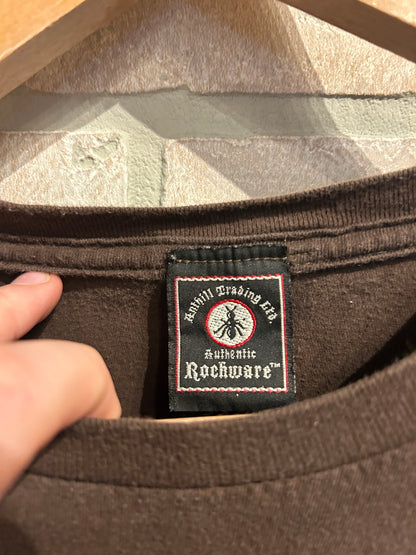 Anthill Trading Ltd.
Authentic
Rockware™